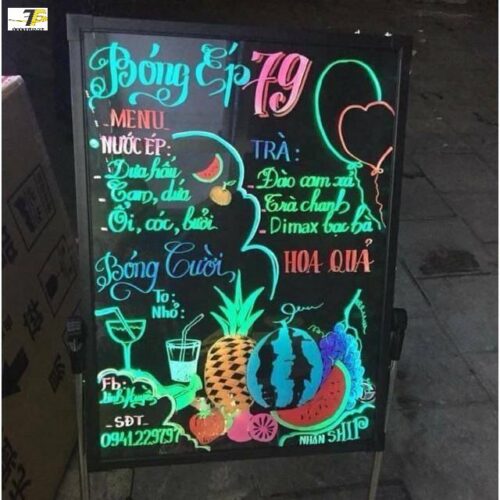 Bóng Ép 79
MENU
NƯỚC ÉP:
- Dưa hấu
- Cam, dứa
- Ổi, cóc, bưởi
TRÀ:
- Đào cam xả
- Trà chanh
- Dimax bạc hà
Bóng Cười
To:
Nhỏ:
HOA QUẢ
Fb:
- SĐT
0941229797
NHẬN SHIP